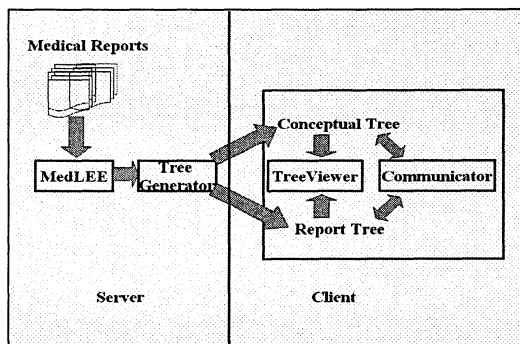 Medical Reports
MedLEE
Tree
Generator
Server
Conceptual Tree
TreeViewer
Communicator
Report Tree
Client